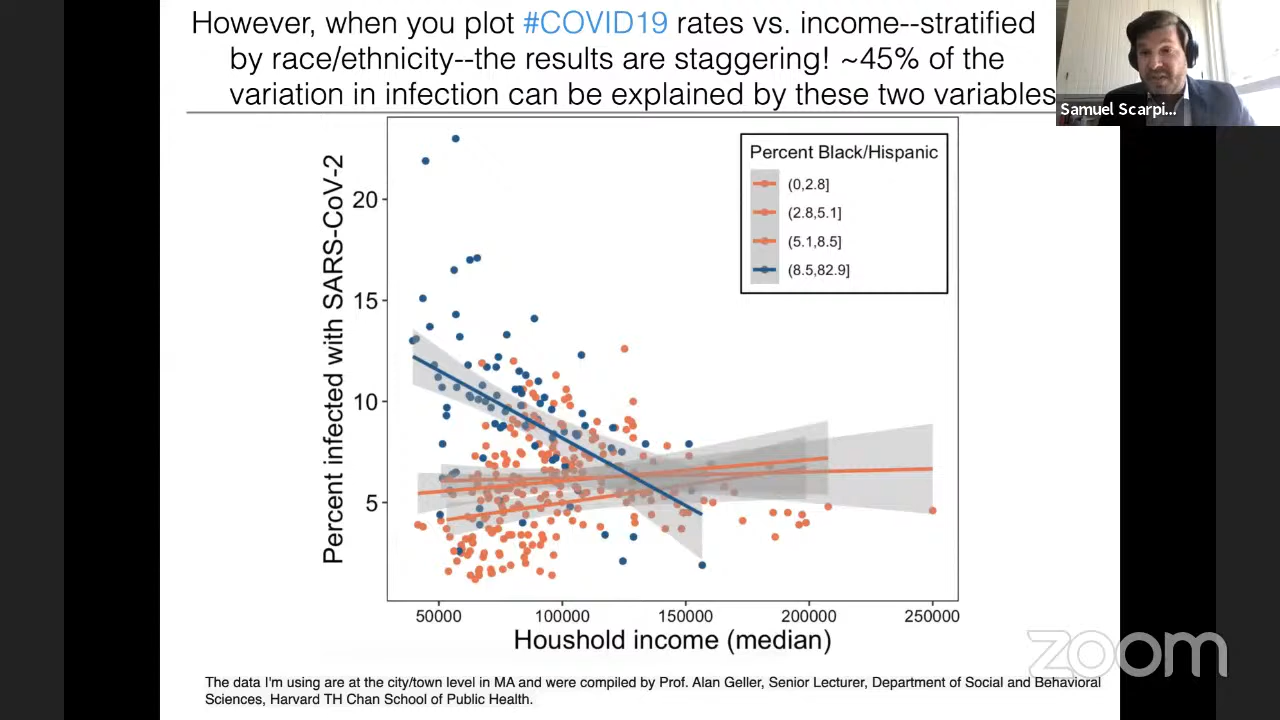 However, when you plot #COVID19 rates vs. income--stratified
by race/ethnicity--the results are staggering! ~45% of the
variation in infection can be explained by these two variables
Samuel Scarpi...
Percent infected with SARS-CoV-2
20
15
10
5
Percent Black/Hispanic
(0,2.8]
(2.8,5.1]
(5.1,8.5]
(8.5,82.9]
50000
100000
150000
200000
250000
Houshold income (median)
zoom
The data I'm using are at the city/town level in MA and were compiled by Prof. Alan Geller, Senior Lecturer, Department of Social and Behavioral
Sciences, Harvard TH Chan School of Public Health.